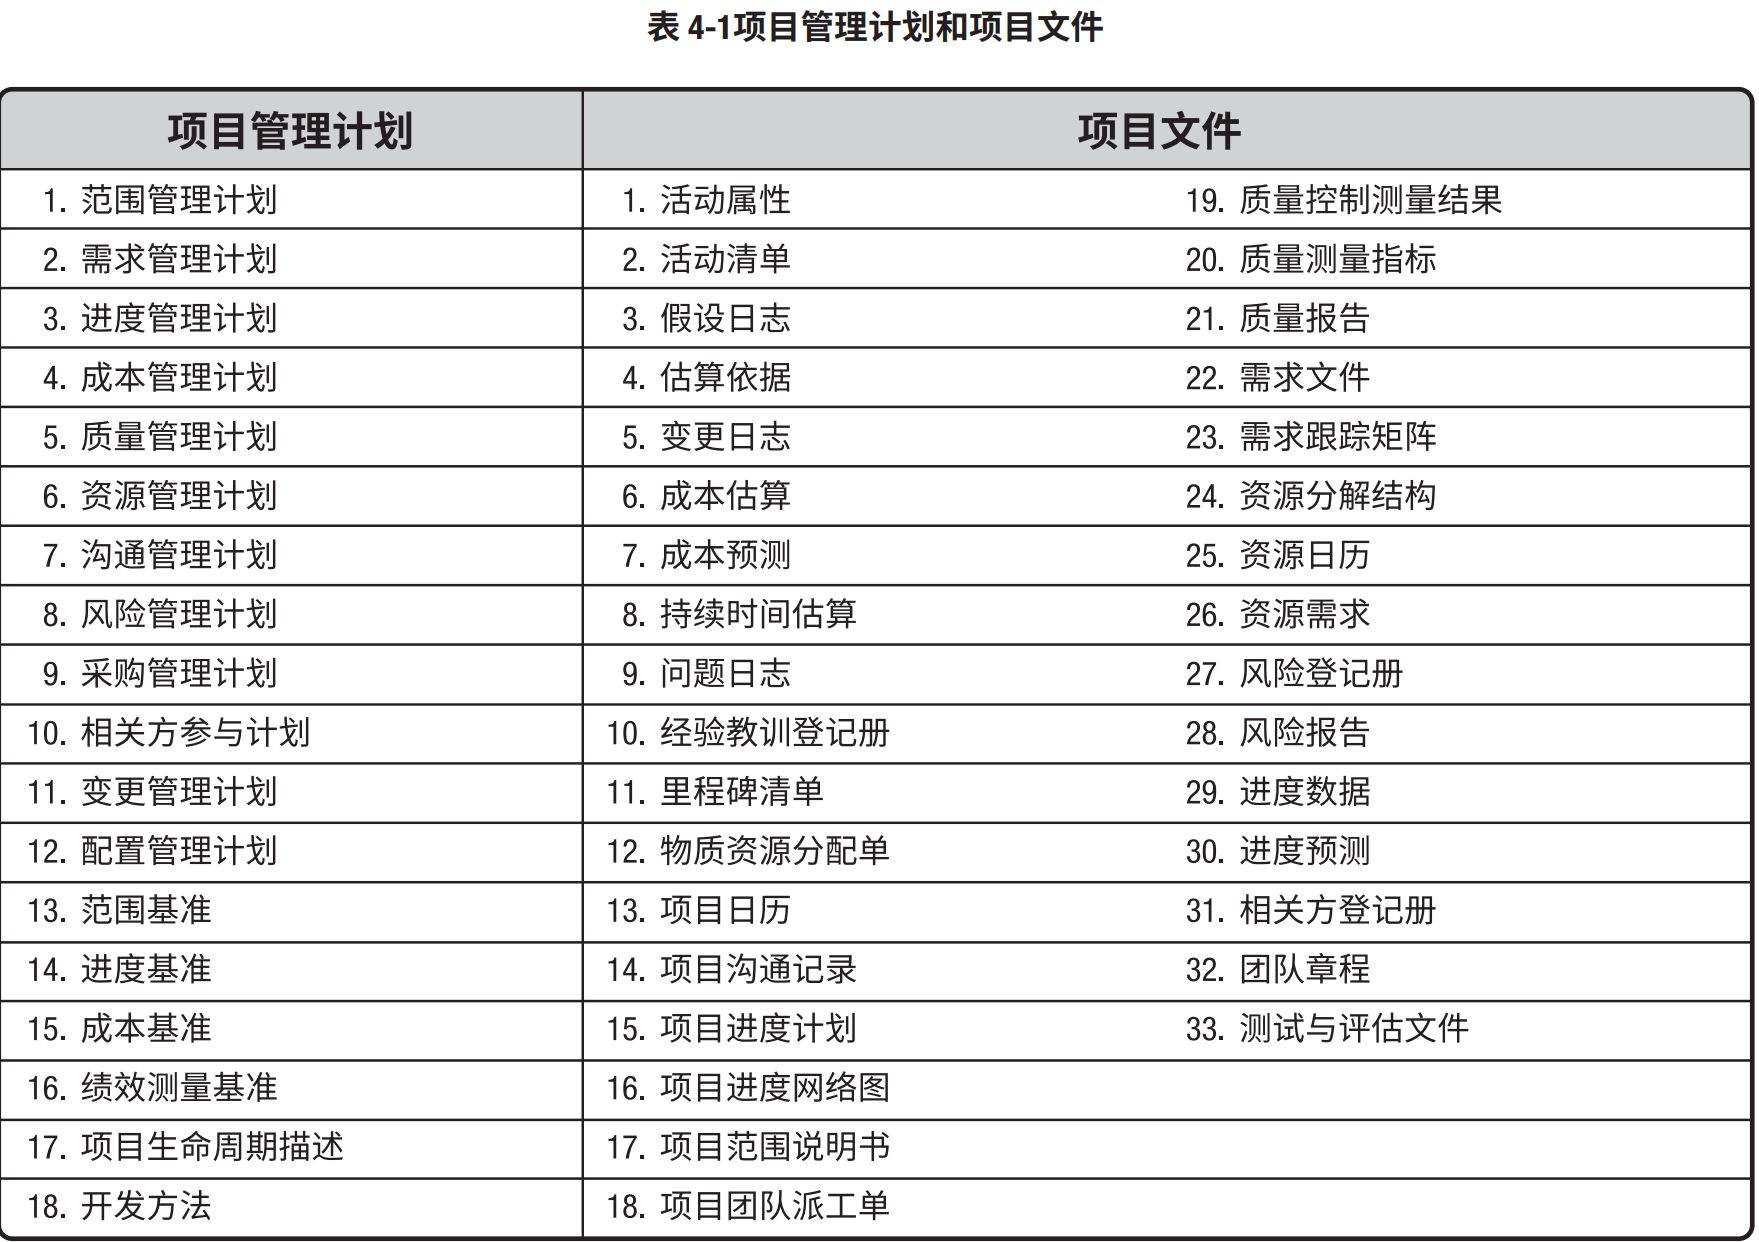 表 4-1项目管理计划和项目文件
项目管理计划 项目文件
1. 范围管理计划 1. 活动属性 19. 质量控制测量结果
2. 需求管理计划 2. 活动清单 20. 质量测量指标
3. 进度管理计划 3. 假设日志 21. 质量报告
4. 成本管理计划 4. 估算依据 22. 需求文件
5. 质量管理计划 5. 变更日志 23. 需求跟踪矩阵
6. 资源管理计划 6. 成本估算 24. 资源分解结构
7. 沟通管理计划 7. 成本预测 25. 资源日历
8. 风险管理计划 8. 持续时间估算 26. 资源需求
9. 采购管理计划 9. 问题日志 27. 风险登记册
10. 相关方参与计划 10. 经验教训登记册 28. 风险报告
11. 变更管理计划 11. 里程碑清单 29. 进度数据
12. 配置管理计划 12. 物质资源分配单 30. 进度预测
13. 范围基准 13. 项目日历 31. 相关方登记册
14. 进度基准 14. 项目沟通记录 32. 团队章程
15. 成本基准 15. 项目进度计划 33. 测试与评估文件
16. 绩效测量基准 16. 项目进度网络图
17. 项目生命周期描述 17. 项目范围说明书
18. 开发方法 18. 项目团队派工单